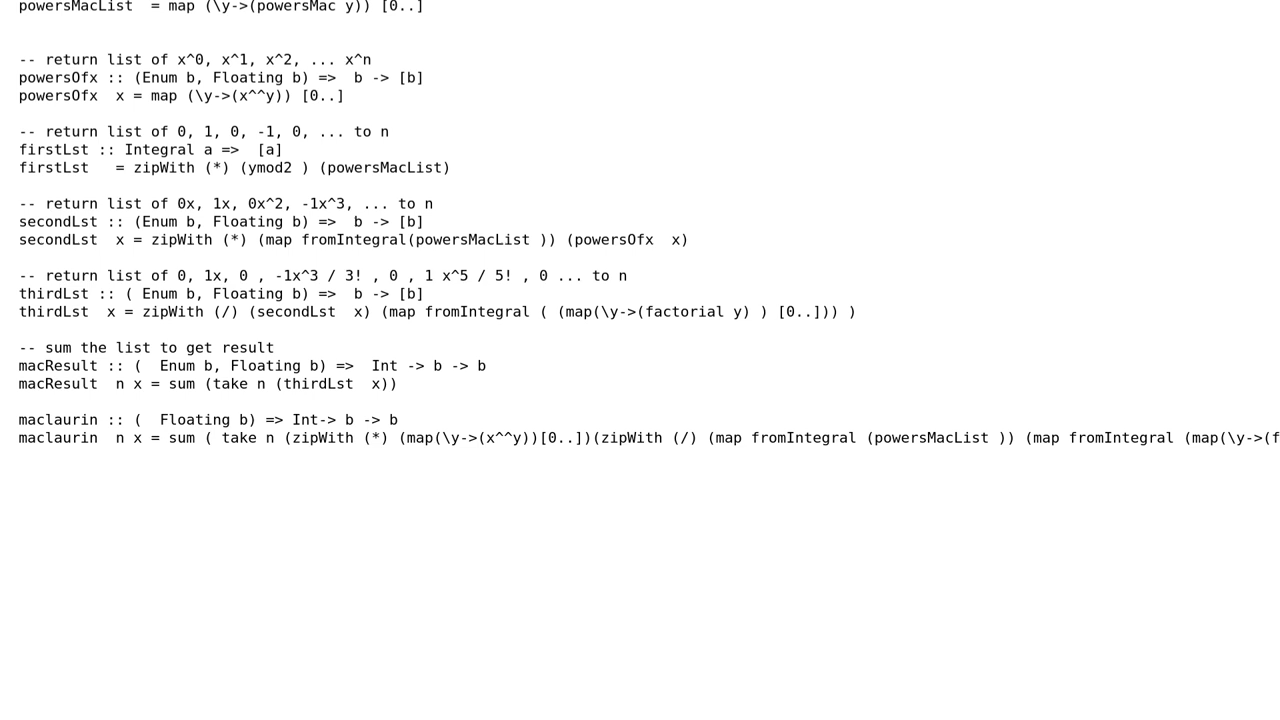 powersMacList  = map (\y->(powersMac y)) [0..]
-- return list of x^0, x^1, x^2, ... x^n
powersOfx :: (Enum b, Floating b) =>  b -> [b]
powersOfx  x = map (\y->(x^^y)) [0..]
-- return list of 0, 1, 0, -1, 0, ... to n
firstLst :: Integral a =>  [a]
firstLst   = zipWith (*) (ymod2 ) (powersMacList)
-- return list of 0x, 1x, 0x^2, -1x^3, ... to n
secondLst :: (Enum b, Floating b) =>  b -> [b]
secondLst  x = zipWith (*) (map fromIntegral(powersMacList )) (powersOfx  x)
-- return list of 0, 1x, 0 , -1x^3 / 3! , 0 , 1 x^5 / 5! , 0 ... to n
thirdLst :: ( Enum b, Floating b) =>  b -> [b]
thirdLst  x = zipWith (/) (secondLst  x) (map fromIntegral ( (map(\y->(factorial y) ) [0..])) )
-- sum the list to get result
macResult :: (  Enum b, Floating b) =>  Int -> b -> b
macResult  n x = sum (take n (thirdLst  x))
maclaurin :: (  Floating b) => Int-> b -> b
maclaurin  n x = sum ( take n (zipWith (*) (map(\y->(x^^y))[0..])(zipWith (/) (map fromIntegral (powersMacList )) (map fromIntegral (map(\y->(f